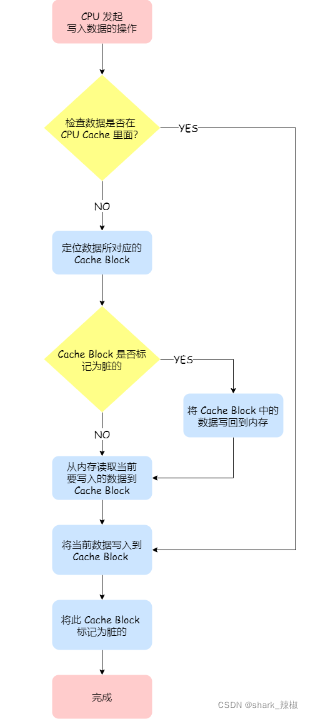 CPU 发起
写入数据的操作
检查数据是否在
CPU Cache 里面?
YES
NO
定位数据所对应的
Cache Block
Cache Block 是否标
记为脏的
YES
将 Cache Block 中的
数据写回到内存
NO
从内存读取当前
要写入的数据到
Cache Block
将当前数据写入到
Cache Block
将此 Cache Block
标记为脏的
完成
CSDN @shark_辣椒